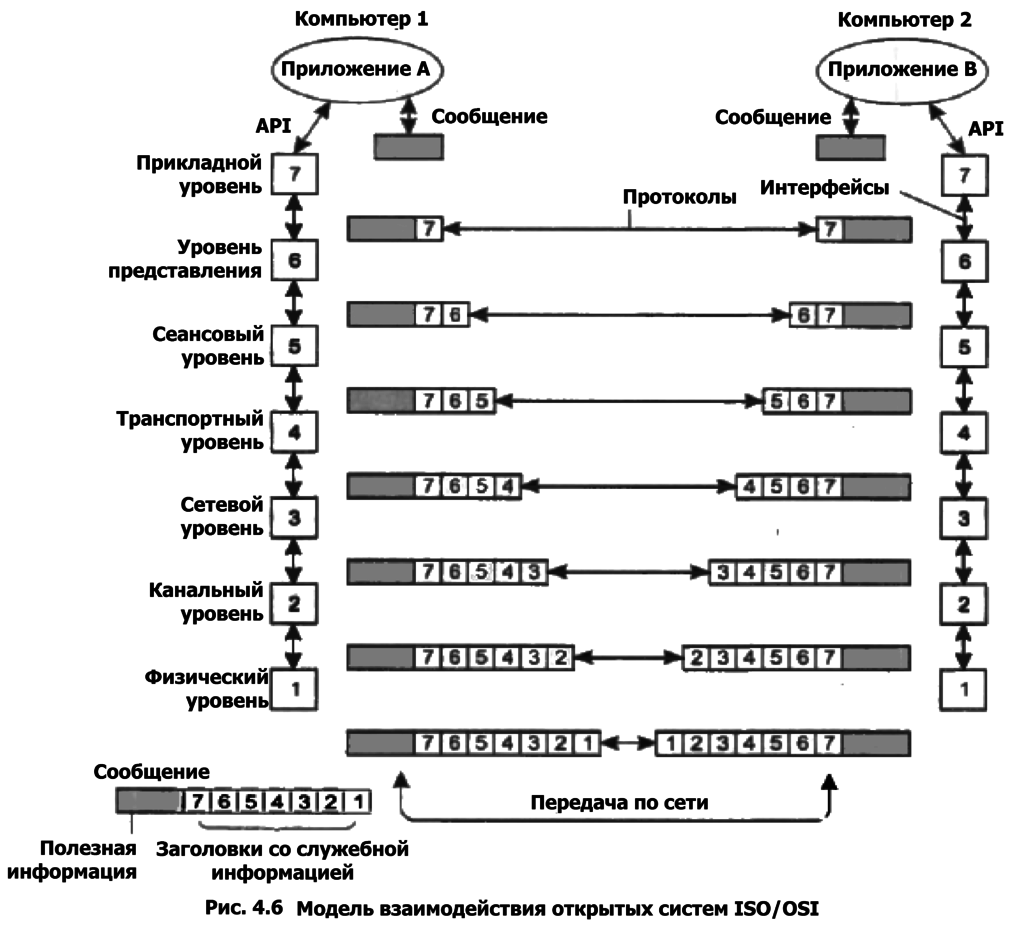 Компьютер 1
Компьютер 2
Приложение А
Приложение В
API
Сообщение
Сообщение
API
Прикладной
уровень
7
7
Протоколы
Интерфейсы
7
7
Уровень
представления
6
6
7 6
6 7
Сеансовый
уровень
5
5
7 6 5
5 6 7
Транспортный
уровень
4
4
7 6 5 4
4 5 6 7
Сетевой
уровень
3
3
7 6 5 4 3
3 4 5 6 7
Канальный
уровень
2
2
7 6 5 4 3 2
2 3 4 5 6 7
Физический
уровень
1
1
7 6 5 4 3 2 1
1 2 3 4 5 6 7
Сообщение
7 6 5 4 3 2 1
Передача по сети
Полезная
информация
Заголовки со служебной
информацией
Рис. 4.6 Модель взаимодействия открытых систем ISO/OSI